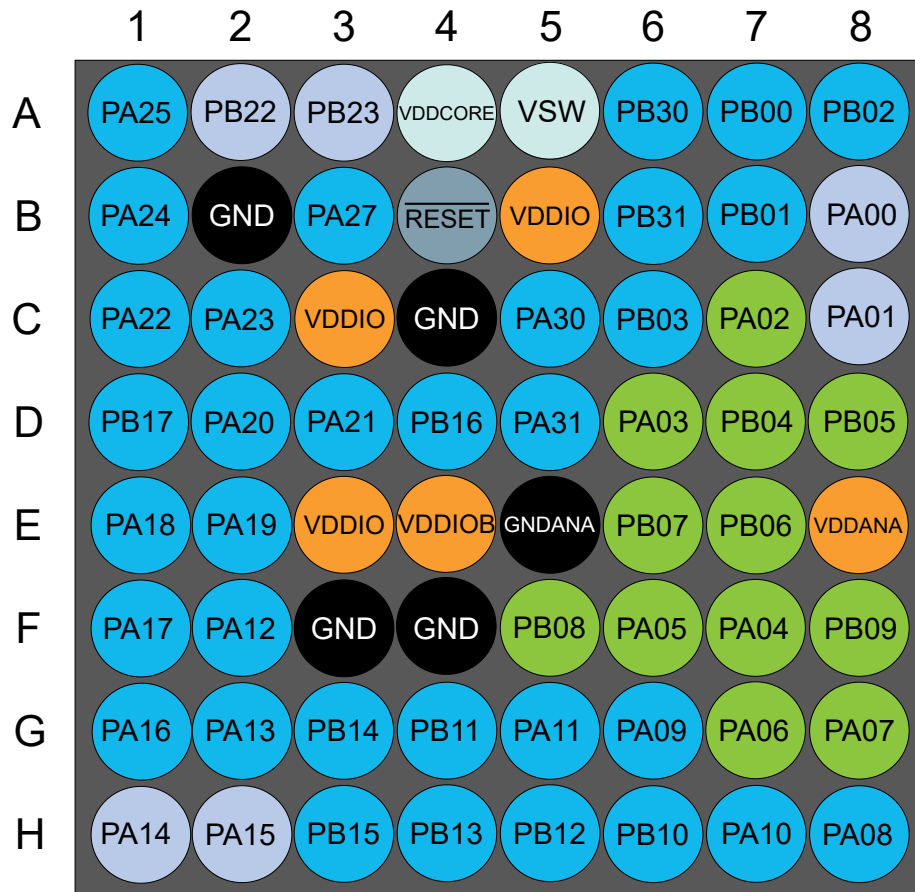 1 2 3 4 5 6 7 8
A PA25 PB22 PB23 VDDCORE VSW PB30 PB00 PB02
B PA24 GND PA27 RESET VDDIO PB31 PB01 PA00
C PA22 PA23 VDDIO GND PA30 PB03 PA02 PA01
D PB17 PA20 PA21 PB16 PA31 PA03 PB04 PB05
E PA18 PA19 VDDIO VDDIOB GNDANA PB07 PB06 VDDANA
F PA17 PA12 GND GND PB08 PA05 PA04 PB09
G PA16 PA13 PB14 PB11 PA11 PA09 PA06 PA07
H PA14 PA15 PB15 PB13 PB12 PB10 PA10 PA08